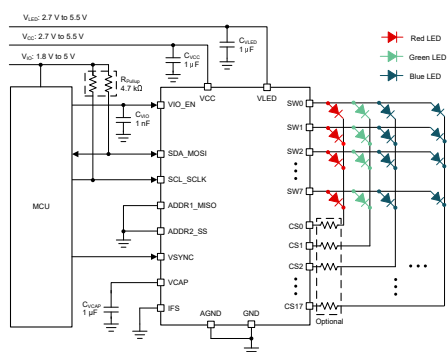 VLED: 2.7 V to 5.5 V
VCC: 2.7 V to 5.5 V
VIO: 1.8 V to 5 V
CVLED
1 µF
CVCC
1 µF
RPullup
4.7 kΩ
CVIO
1 nF
VCC
VLED
VIO_EN
SDA_MOSI
SCL_SCLK
ADDR1_MISO
ADDR2_SS
VSYNC
VCAP
IFS
AGND
GND
MCU
CVCAP
1 µF
SW0
SW1
SW2
SW7
CS0
CS1
CS2
CS17
Optional
Red LED
Green LED
Blue LED